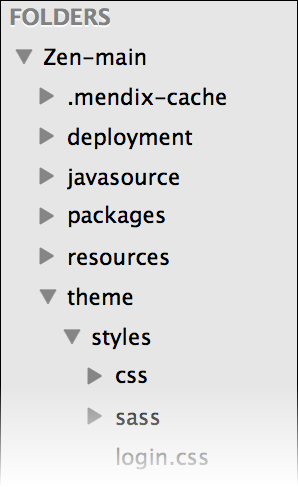 FOLDERS
Zen-main
.mendix-cache
deployment
javasource
packages
resources
theme
styles
css
sass
login.css